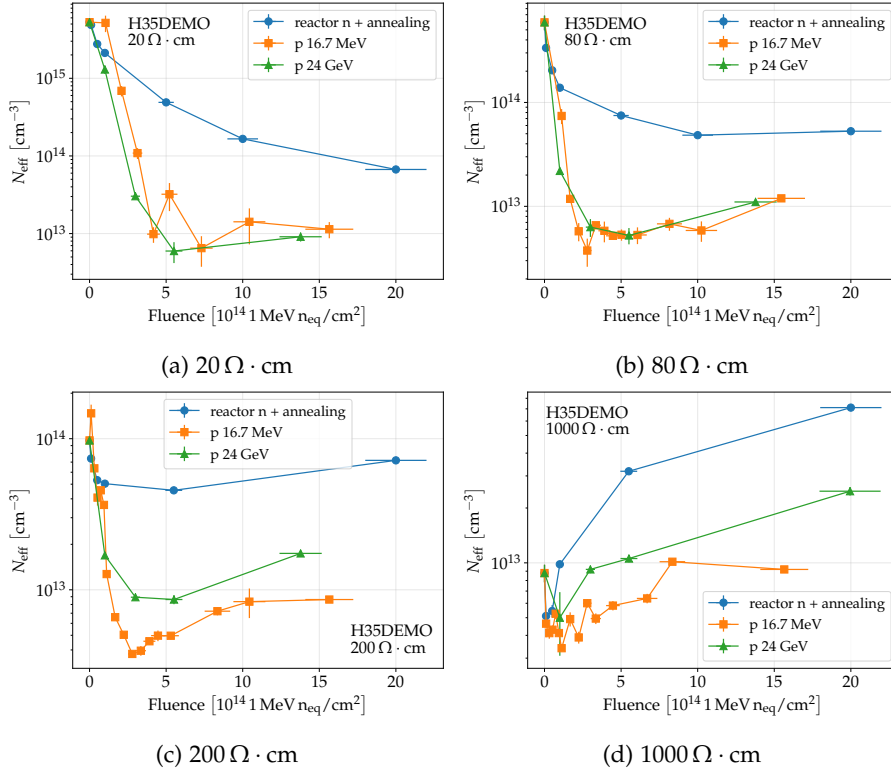 H35DEMO
20 Ω · cm
reactor n + annealing
p 16.7 MeV
p 24 GeV
10^15
10^14
10^13
N_eff [cm^−3]
0 5 10 15 20
Fluence [10^14 1 MeV n_eq/cm^2]
(a) 20 Ω · cm
H35DEMO
80 Ω · cm
reactor n + annealing
p 16.7 MeV
p 24 GeV
10^14
10^13
N_eff [cm^−3]
0 5 10 15 20
Fluence [10^14 1 MeV n_eq/cm^2]
(b) 80 Ω · cm
reactor n + annealing
p 16.7 MeV
p 24 GeV
10^14
10^13
N_eff [cm^−3]
H35DEMO
200 Ω · cm
0 5 10 15 20
Fluence [10^14 1 MeV n_eq/cm^2]
(c) 200 Ω · cm
H35DEMO
1000 Ω · cm
10^13
N_eff [cm^−3]
reactor n + annealing
p 16.7 MeV
p 24 GeV
0 5 10 15 20
Fluence [10^14 1 MeV n_eq/cm^2]
(d) 1000 Ω · cm